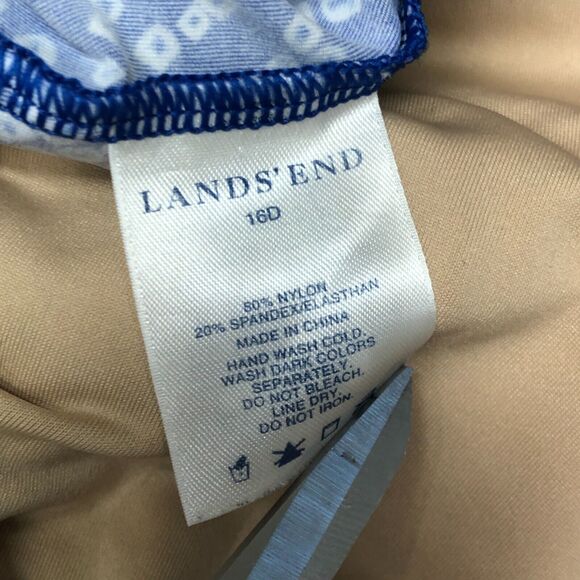 LANDS' END
16D
80% NYLON
20% SPANDEX/ELASTHAN
MADE IN CHINA
HAND WASH COLD.
WASH DARK COLORS
SEPARATELY.
DO NOT BLEACH.
LINE DRY.
DO NOT IRON.